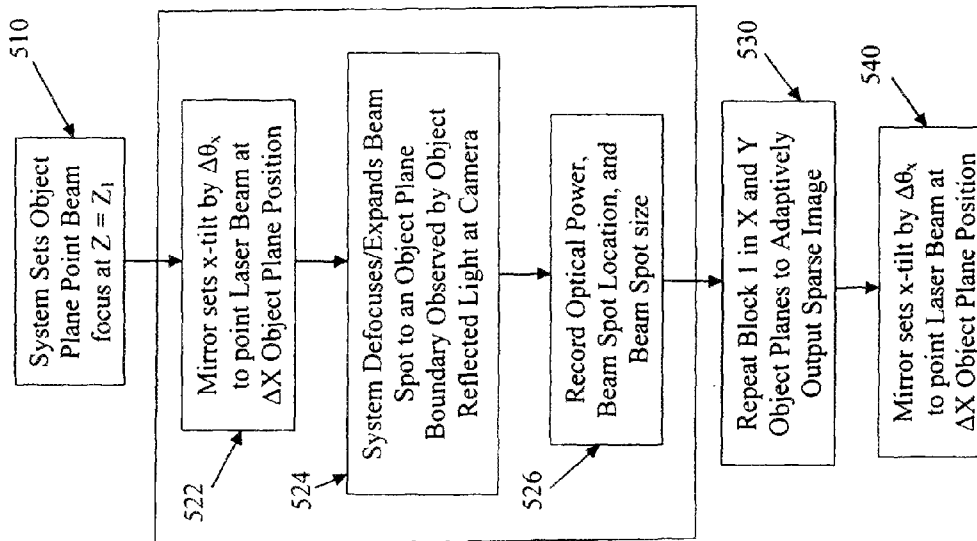 510
System Sets Object
Plane Point Beam
focus at Z = Z₁
Mirror sets x-tilt by Δθₓ
to point Laser Beam at
ΔX Object Plane Position
522
System Defocuses/Expands Beam
Spot to an Object Plane
Boundary Observed by Object
Reflected Light at Camera
524
Record Optical Power,
Beam Spot Location, and
Beam Spot size
526
530
Repeat Block 1 in X and Y
Object Planes to Adaptively
Output Sparse Image
540
Mirror sets x-tilt by Δθₓ
to point Laser Beam at
ΔX Object Plane Position